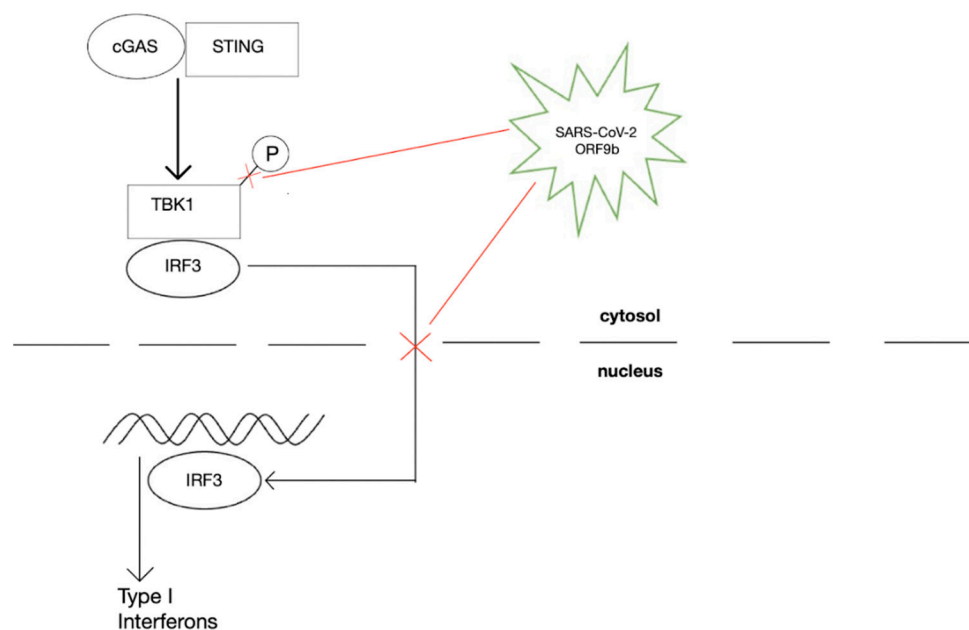 cGAS
STING
SARS-CoV-2
ORF9b
P
TBK1
IRF3
cytosol
nucleus
IRF3
Type I
Interferons